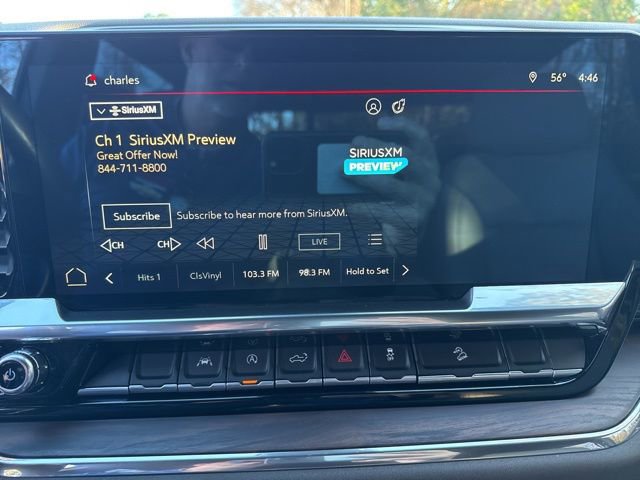 charles
56° 4:46
SiriusXM
Ch 1 SiriusXM Preview
Great Offer Now!
844-711-8800
SIRIUSXM
PREVIEW
Subscribe
Subscribe to hear more from SiriusXM.
CH
CH
LIVE
Hits 1
ClsVinyl
103.3 FM
98.3 FM
Hold to Set